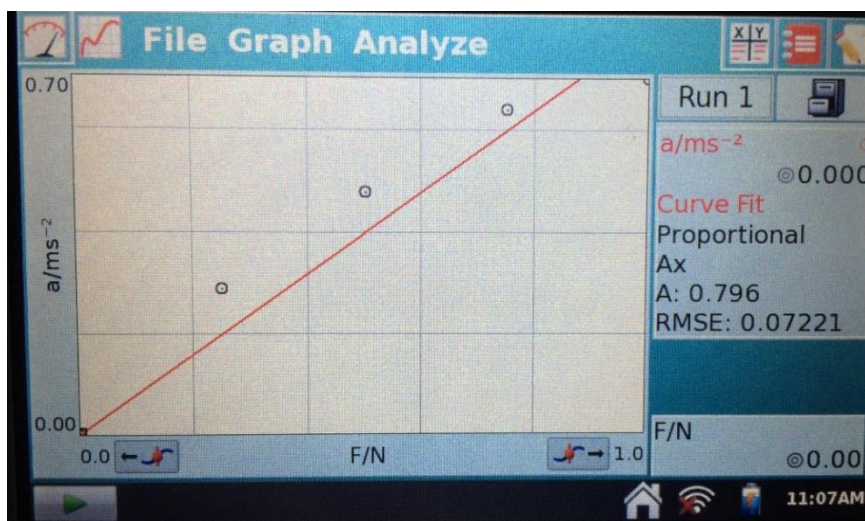 File Graph Analyze
X Y
0.70
a/ms⁻²
0.00
0.0
F/N
1.0
Run 1
a/ms⁻²
0.000
Curve Fit
Proportional
Ax
A: 0.796
RMSE: 0.07221
F/N
0.00
11:07AM